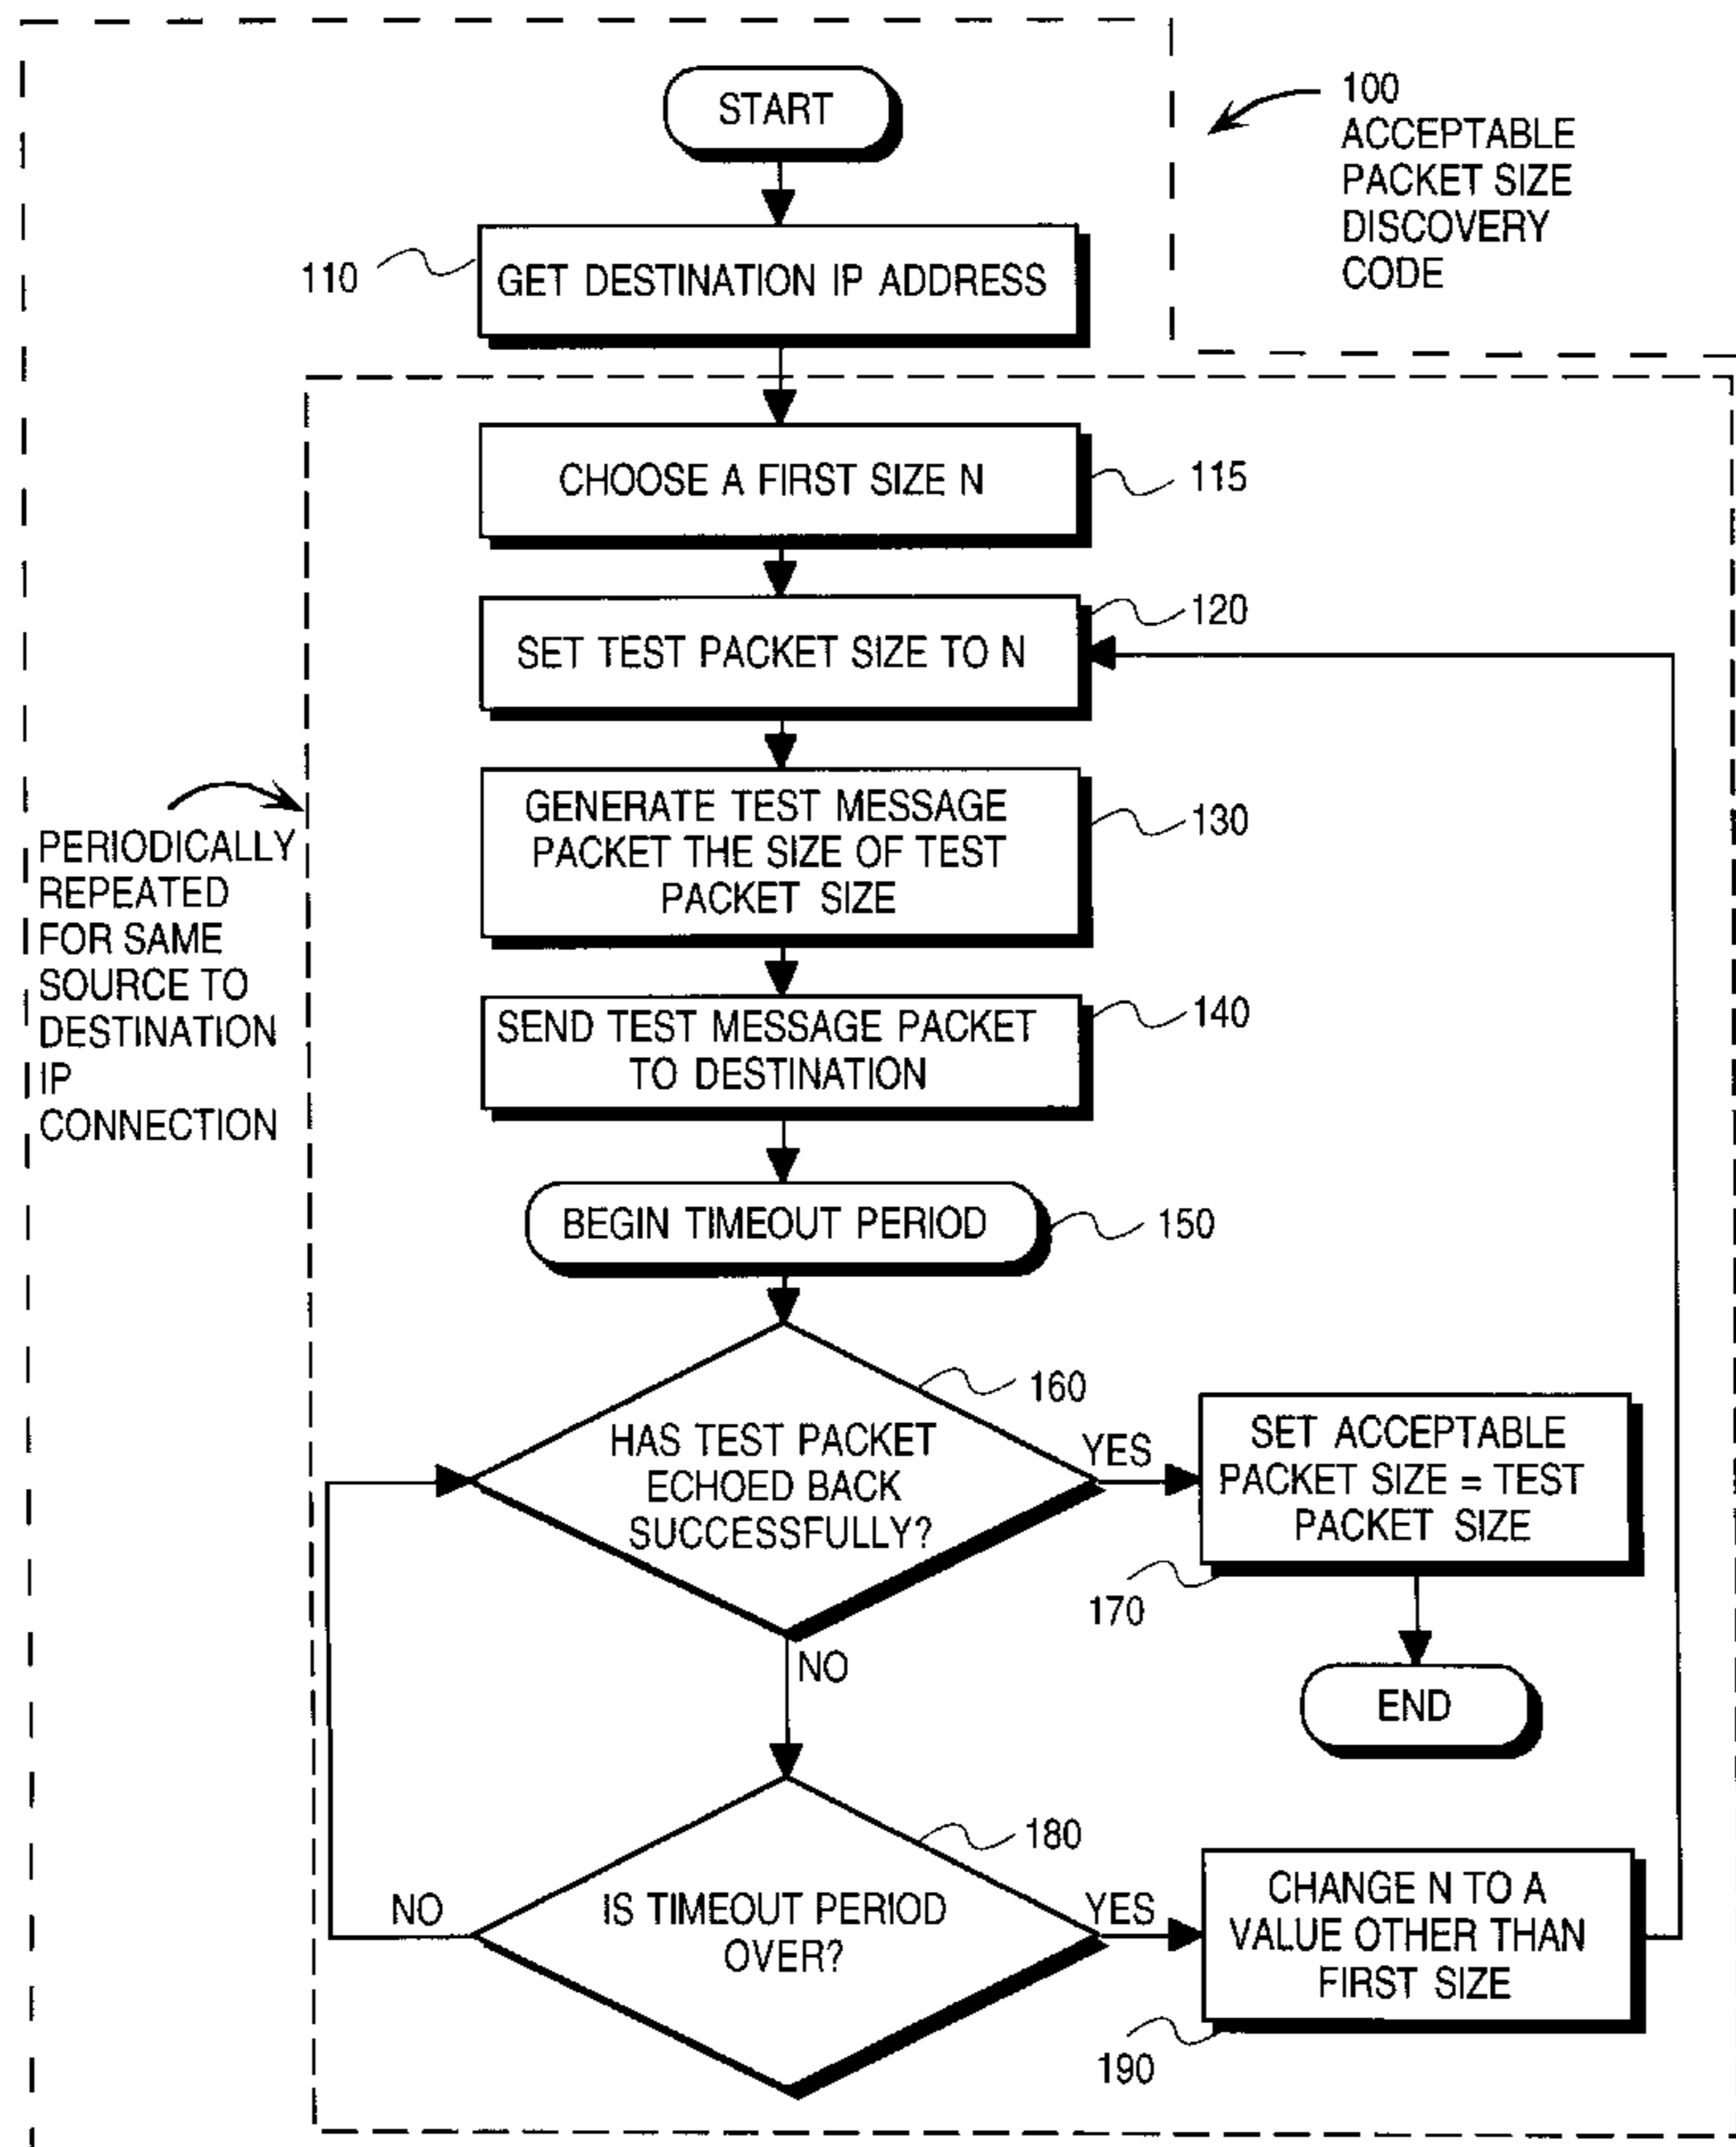 START
100
ACCEPTABLE
PACKET SIZE
DISCOVERY
CODE
110
GET DESTINATION IP ADDRESS
CHOOSE A FIRST SIZE N
115
120
SET TEST PACKET SIZE TO N
GENERATE TEST MESSAGE
PACKET THE SIZE OF TEST
PACKET SIZE
130
PERIODICALLY
REPEATED
FOR SAME
SOURCE TO
DESTINATION
IP
CONNECTION
SEND TEST MESSAGE PACKET
TO DESTINATION
140
BEGIN TIMEOUT PERIOD
150
160
HAS TEST PACKET
ECHOED BACK
SUCCESSFULLY?
YES
SET ACCEPTABLE
PACKET SIZE = TEST
PACKET SIZE
170
NO
END
180
IS TIMEOUT PERIOD
OVER?
NO
YES
CHANGE N TO A
VALUE OTHER THAN
FIRST SIZE
190